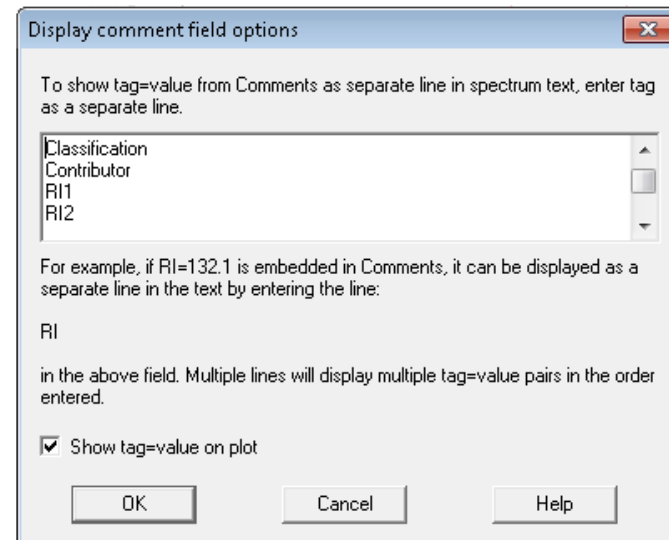 Display comment field options
To show tag=value from Comments as separate line in spectrum text, enter tag
as a separate line.
Classification
Contributor
RI1
RI2
For example, if RI=132.1 is embedded in Comments, it can be displayed as a
separate line in the text by entering the line:
RI
in the above field. Multiple lines will display multiple tag=value pairs in the order
entered.
Show tag=value on plot
OK Cancel Help